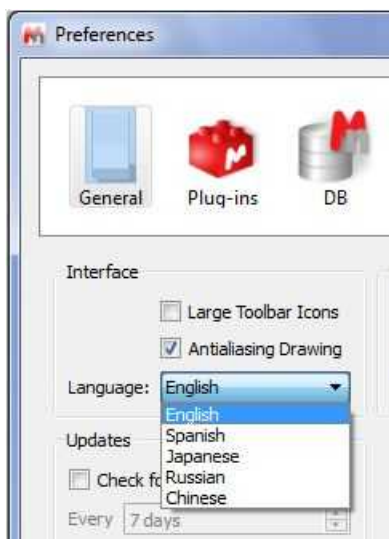 Preferences
General
Plug-ins
DB
Interface
Large Toolbar Icons
Antialiasing Drawing
Language: English
English
Spanish
Japanese
Russian
Chinese
Updates
Check
Every 7 days